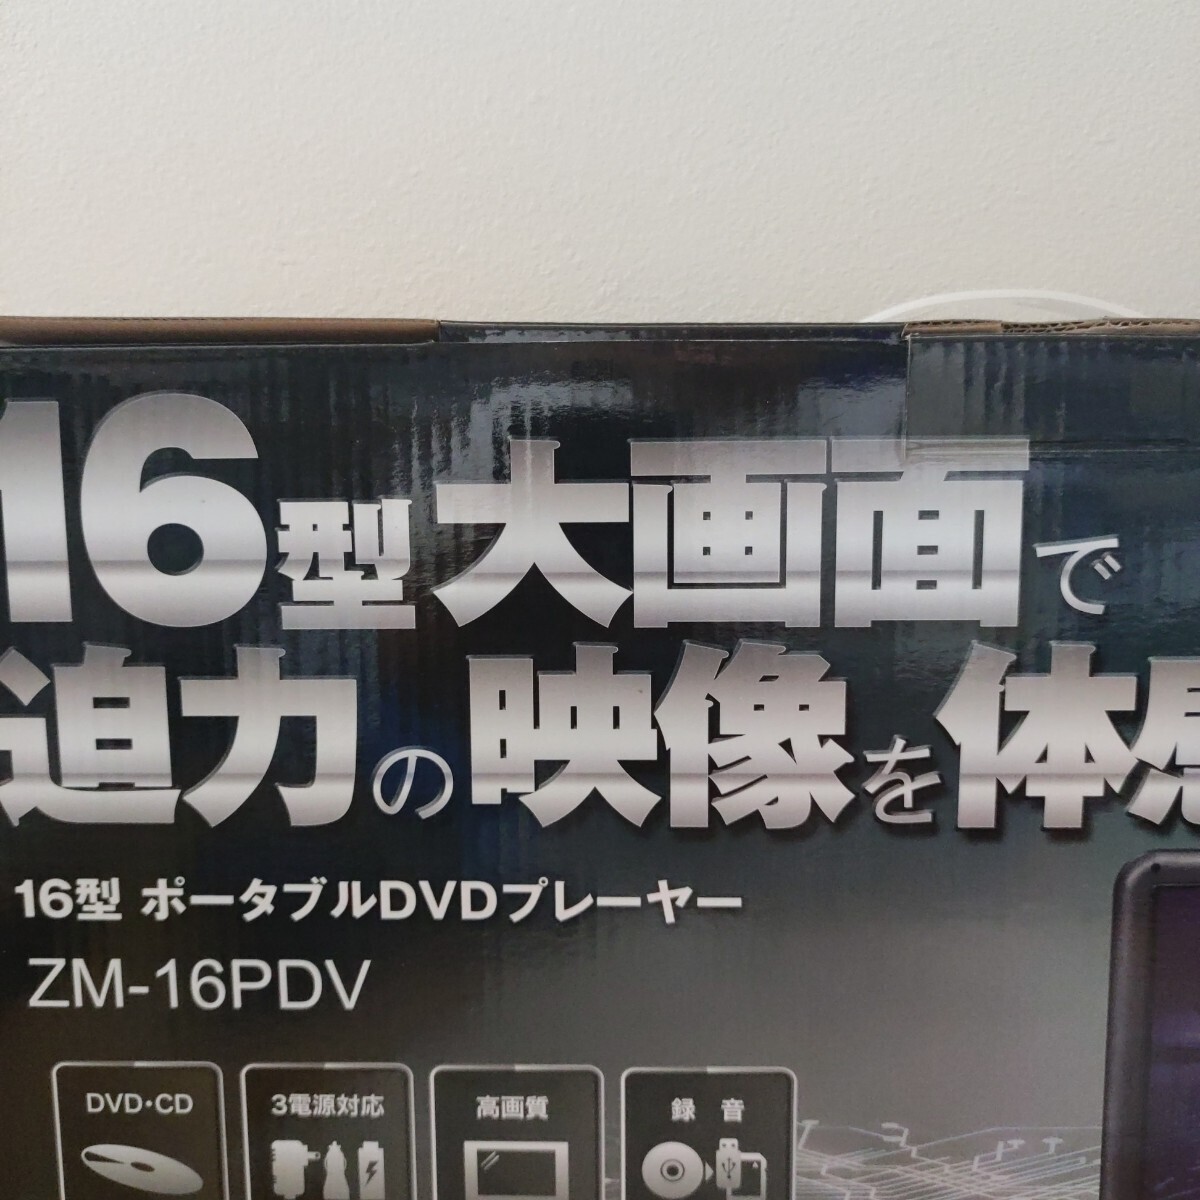 16型大画面で
迫力の映像を体感
16型 ポータブルDVDプレーヤー
ZM-16PDV
DVD・CD
3電源対応
高画質
録音